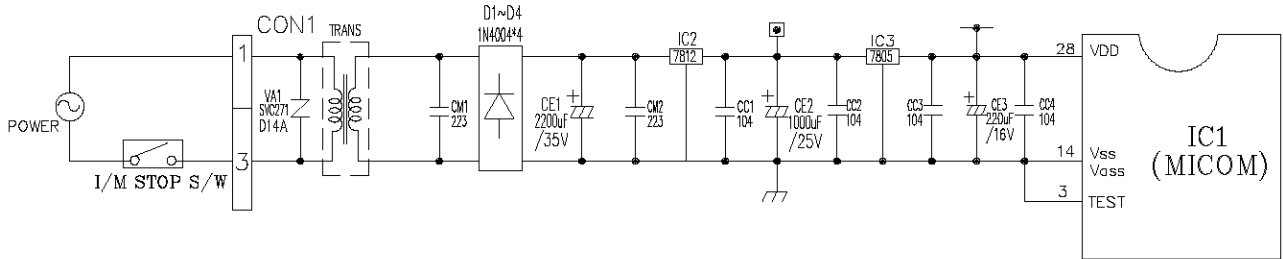 POWER
I/M STOP S/W
CON1
1
3
VA1
SVC271
D14A
TRANS
CM1
223
D1~D4
1N4004*4
CE1
2200uF
/35V
+
CM2
223
IC2
7812
CC1
104
+
CE2
1000uF
/25V
CC2
104
IC3
7805
CC3
104
+
CE3
220uF
/16V
CC4
104
28
VDD
14
Vss
Vass
3
TEST
IC1
(MICOM)